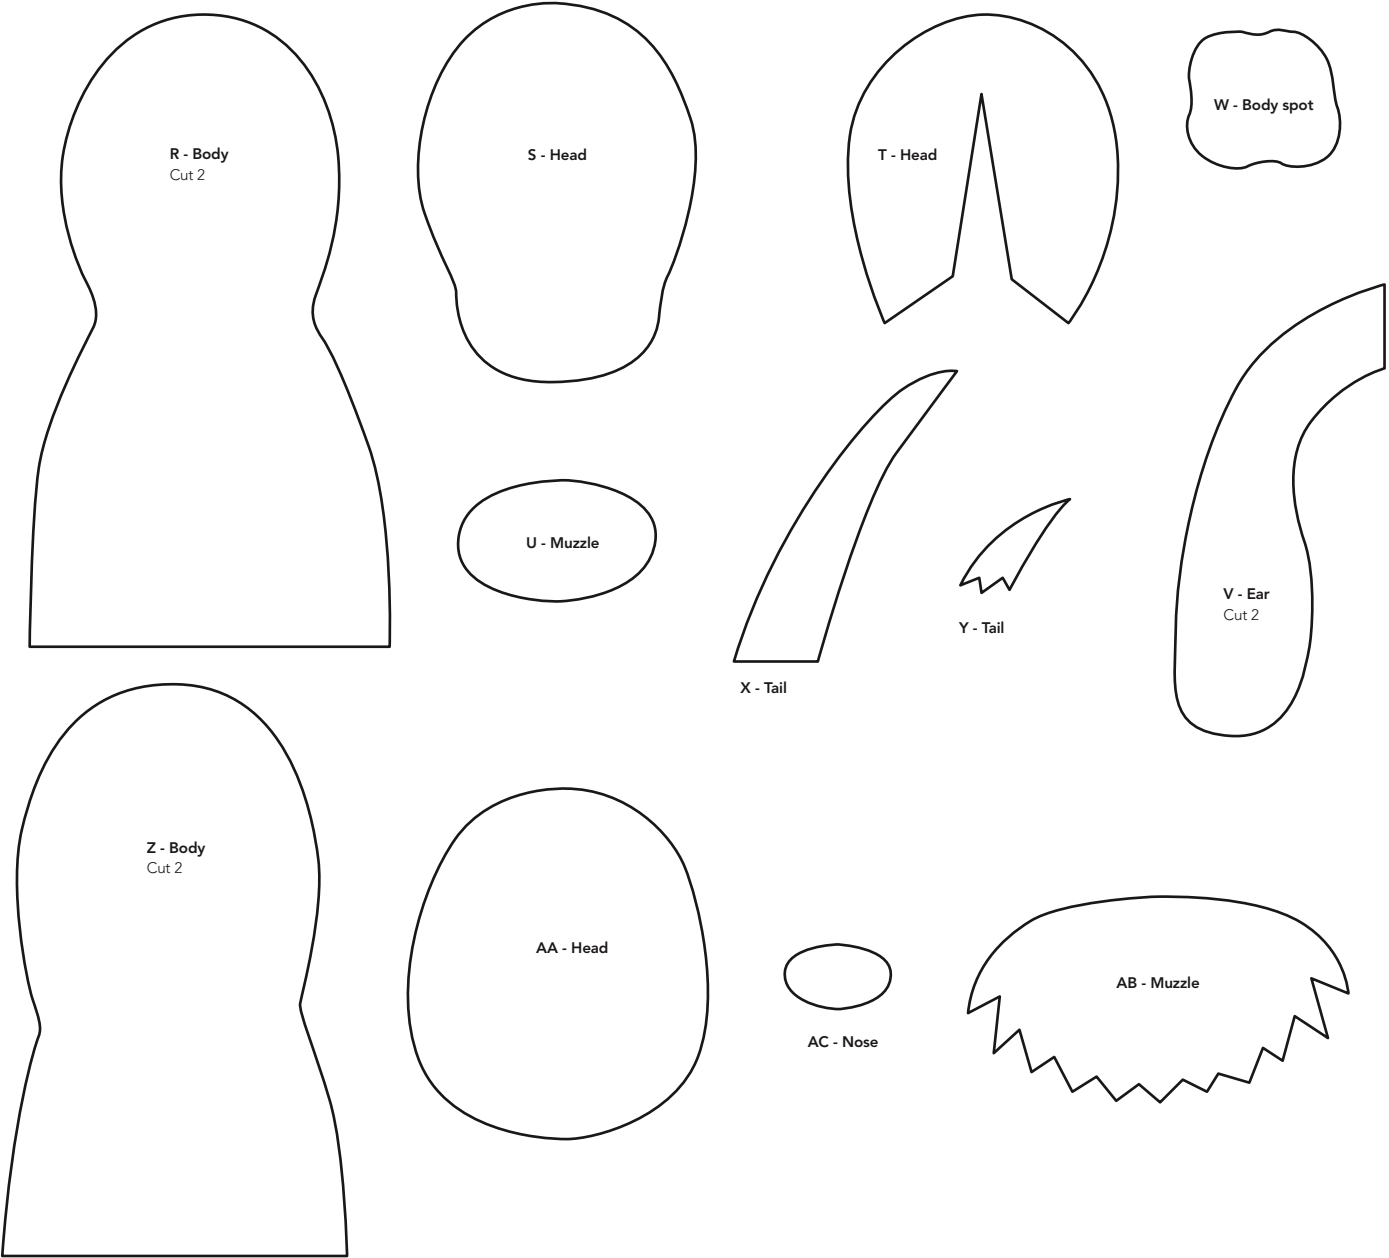 R - Body
Cut 2
S - Head
T - Head
W - Body spot
U - Muzzle
V - Ear
Cut 2
Y - Tail
X - Tail
Z - Body
Cut 2
AA - Head
AB - Muzzle
AC - Nose